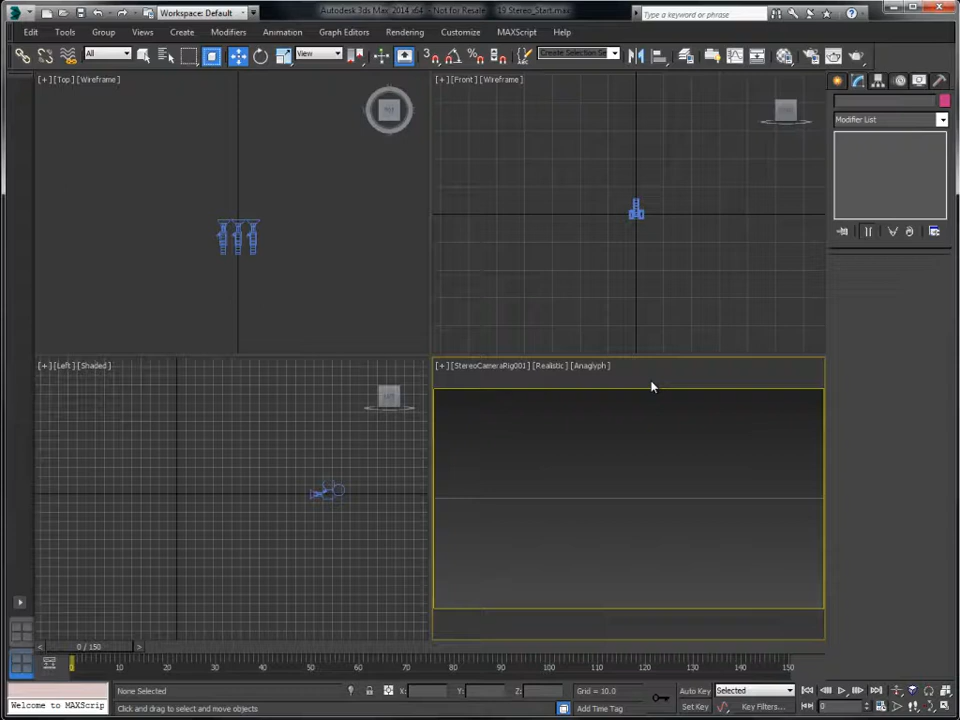 Workspace: Default
Autodesk 3ds Max 2014 x64 - Not for Resale   19 Stereo_Start.max
Type a keyword or phrase
Edit Tools Group Views Create Modifiers Animation Graph Editors Rendering Customize MAXScript Help
All
View
Create Selection Se
[+][Top][Wireframe]
[+][Front][Wireframe]
Modifier List
[+][Left][Shaded]
[+][StereoCameraRig001][Realistic][Anaglyph]
0 / 150
0 10 20 30 40 50 60 70 80 90 100 110 120 130 140 150
None Selected
X:
Y:
Z:
Grid = 10.0
Auto Key
Selected
Welcome to MAXScrip
Click and drag to select and move objects
Add Time Tag
Set Key
Key Filters...
0